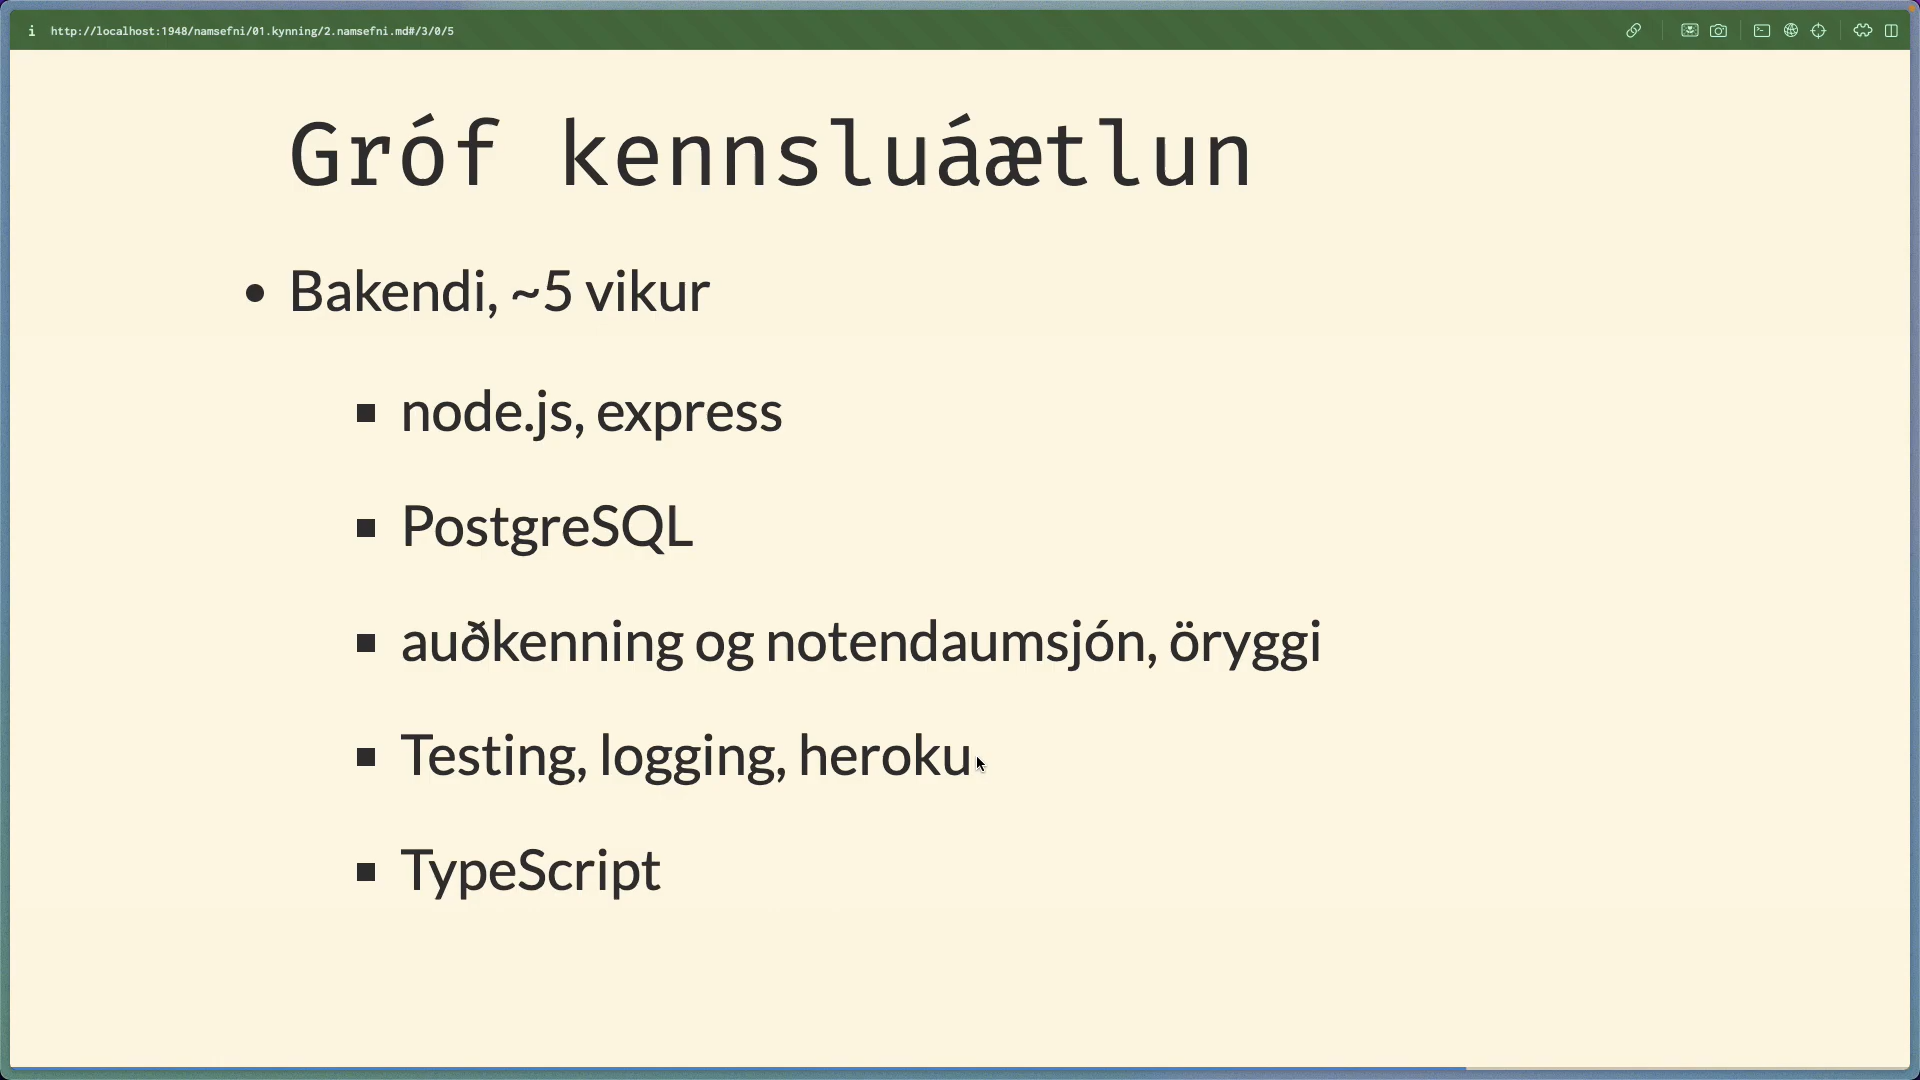 i http://localhost:1948/namsefni/01.kynning/2.namsefni.md#/3/0/5
Gróf kennsluáætlun
Bakendi, ~5 vikur
node.js, express
PostgreSQL
auðkenning og notendaumsjón, öryggi
Testing, logging, heroku
TypeScript